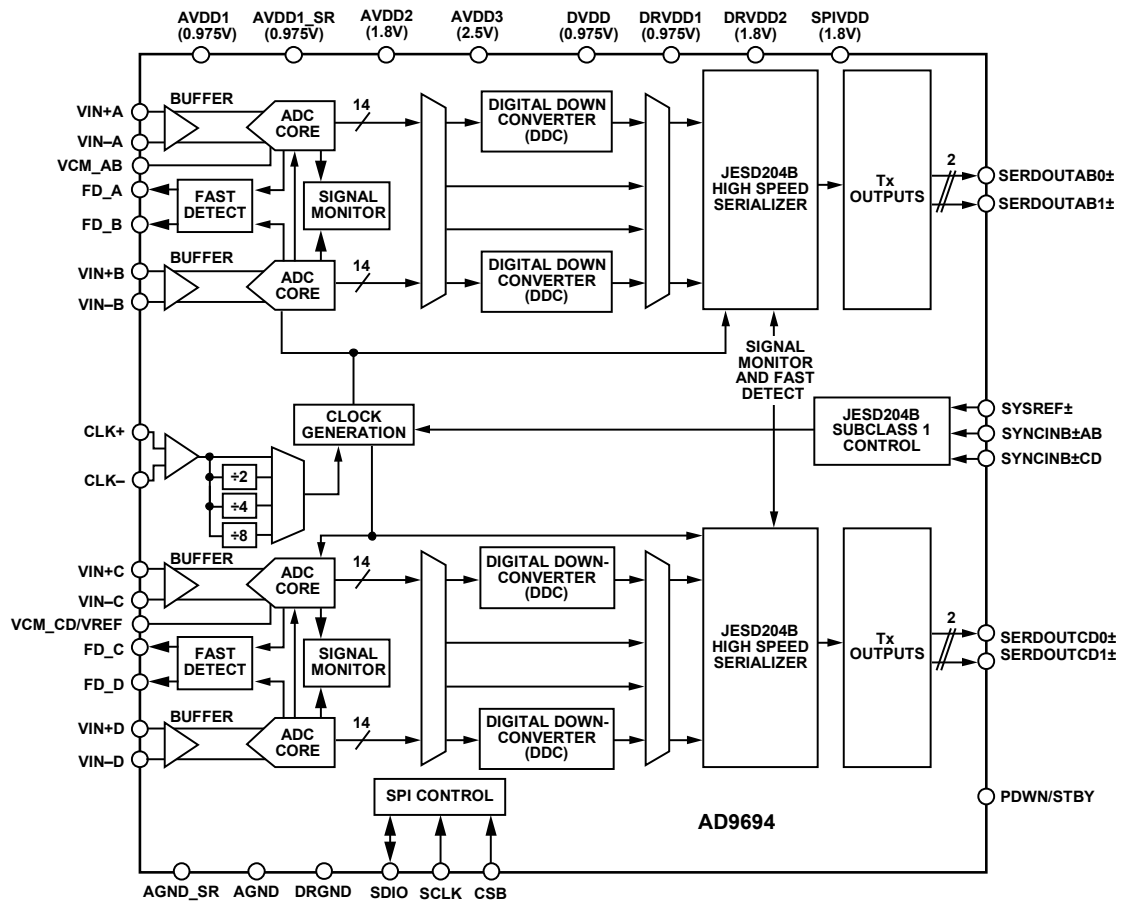 AVDD1
(0.975V)
AVDD1_SR
(0.975V)
AVDD2
(1.8V)
AVDD3
(2.5V)
DVDD
(0.975V)
DRVDD1
(0.975V)
DRVDD2
(1.8V)
SPIVDD
(1.8V)
VIN+A
VIN–A
VCM_AB
FD_A
FD_B
VIN+B
VIN–B
BUFFER
ADC
CORE
14
FAST
DETECT
SIGNAL
MONITOR
BUFFER
ADC
CORE
14
DIGITAL DOWN
CONVERTER
(DDC)
DIGITAL DOWN
CONVERTER
(DDC)
JESD204B
HIGH SPEED
SERIALIZER
Tx
OUTPUTS
2
SERDOUTAB0±
SERDOUTAB1±
SIGNAL
MONITOR
AND FAST
DETECT
CLK+
CLK–
÷2
÷4
÷8
CLOCK
GENERATION
JESD204B
SUBCLASS 1
CONTROL
SYSREF±
SYNCINB±AB
SYNCINB±CD
VIN+C
VIN–C
VCM_CD/VREF
FD_C
FD_D
VIN+D
VIN–D
BUFFER
ADC
CORE
14
FAST
DETECT
SIGNAL
MONITOR
BUFFER
ADC
CORE
14
DIGITAL DOWN-
CONVERTER
(DDC)
DIGITAL DOWN-
CONVERTER
(DDC)
JESD204B
HIGH SPEED
SERIALIZER
Tx
OUTPUTS
2
SERDOUTCD0±
SERDOUTCD1±
SPI CONTROL
AD9694
PDWN/STBY
AGND_SR
AGND
DRGND
SDIO
SCLK
CSB